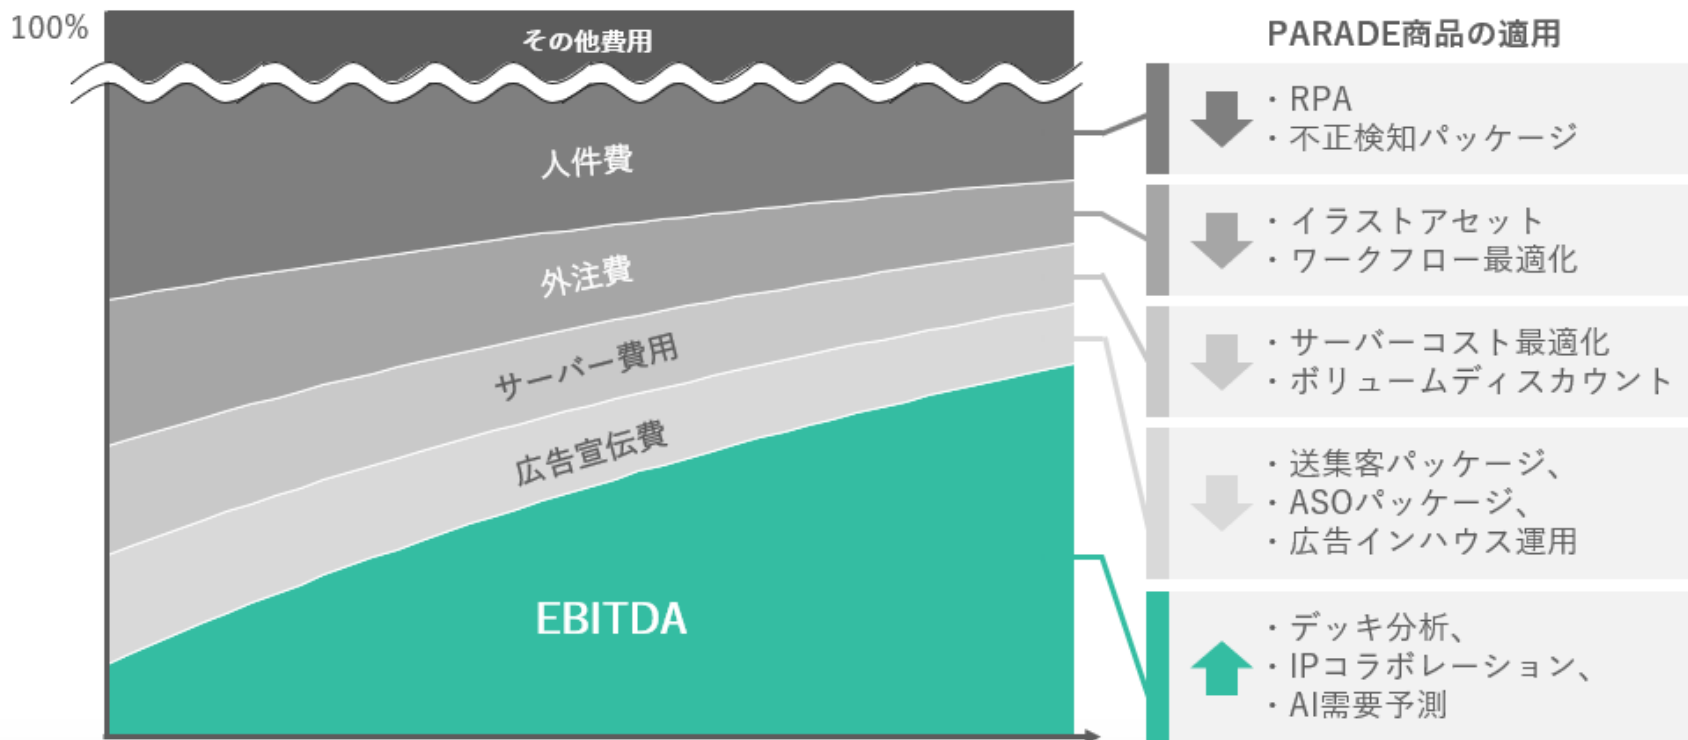 100%
その他費用
人件費
外注費
サーバー費用
広告宣伝費
EBITDA
PARADE商品の適用
・RPA
・不正検知パッケージ
・イラストアセット
・ワークフロー最適化
・サーバーコスト最適化
・ボリュームディスカウント
・送集客パッケージ、
・ASOパッケージ、
・広告インハウス運用
・デッキ分析、
・IPコラボレーション、
・AI需要予測